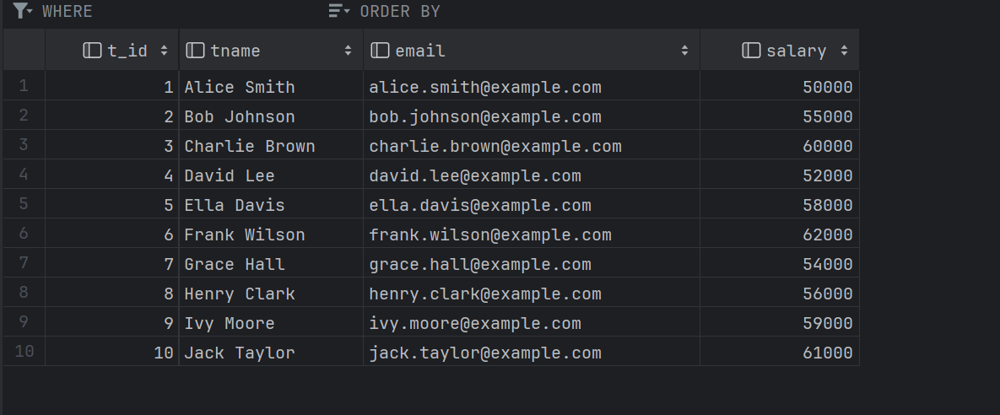 WHERE ORDER BY
t_id tname email salary
1 1 Alice Smith alice.smith@example.com 50000
2 2 Bob Johnson bob.johnson@example.com 55000
3 3 Charlie Brown charlie.brown@example.com 60000
4 4 David Lee david.lee@example.com 52000
5 5 Ella Davis ella.davis@example.com 58000
6 6 Frank Wilson frank.wilson@example.com 62000
7 7 Grace Hall grace.hall@example.com 54000
8 8 Henry Clark henry.clark@example.com 56000
9 9 Ivy Moore ivy.moore@example.com 59000
10 10 Jack Taylor jack.taylor@example.com 61000